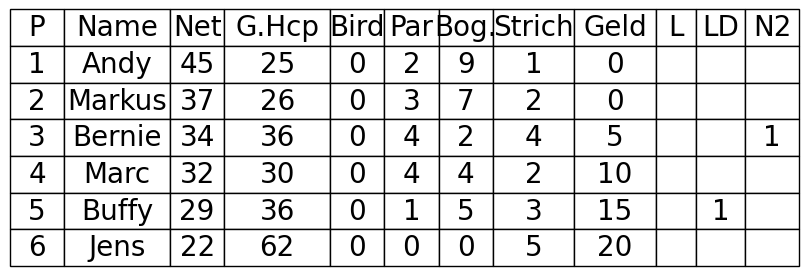 P Name Net G.Hcp Bird Par Bog. Strich Geld L LD N2
1 Andy 45 25 0 2 9 1 0
2 Markus 37 26 0 3 7 2 0
3 Bernie 34 36 0 4 2 4 5 1
4 Marc 32 30 0 4 4 2 10
5 Buffy 29 36 0 1 5 3 15 1
6 Jens 22 62 0 0 0 5 20